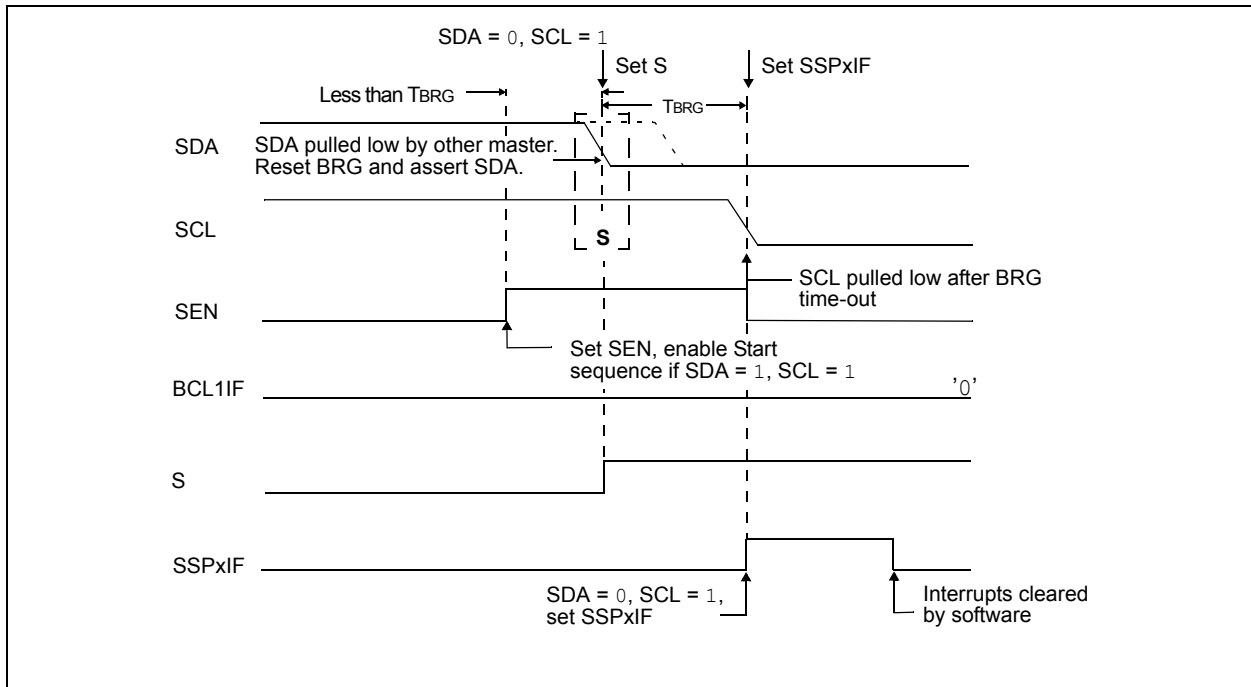 SDA = 0, SCL = 1
Set S
Set SSPxIF
Less than TBRG
TBRG
SDA
SDA pulled low by other master.
Reset BRG and assert SDA.
SCL
S
SCL pulled low after BRG
time-out
SEN
Set SEN, enable Start
sequence if SDA = 1, SCL = 1
BCL1IF
'0'
S
SSPxIF
SDA = 0, SCL = 1,
set SSPxIF
Interrupts cleared
by software